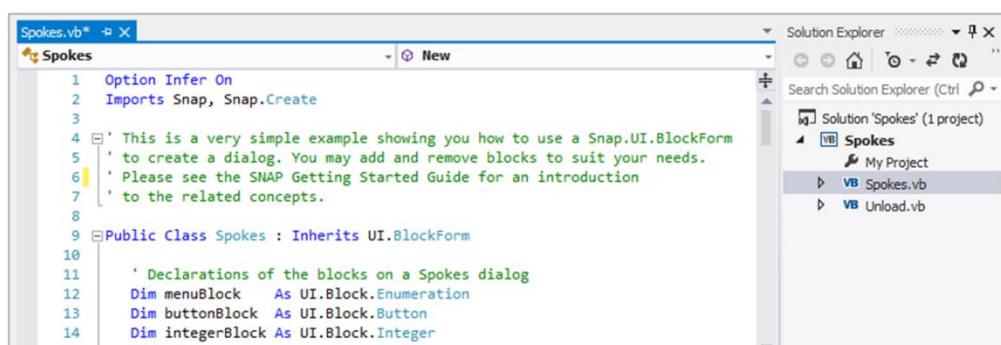 Spokes.vb*
Spokes
New
1 Option Infer On
2 Imports Snap, Snap.Create
3
4 ' This is a very simple example showing you how to use a Snap.UI.BlockForm
5 ' to create a dialog. You may add and remove blocks to suit your needs.
6 ' Please see the SNAP Getting Started Guide for an introduction
7 ' to the related concepts.
8
9 Public Class Spokes : Inherits UI.BlockForm
10
11 ' Declarations of the blocks on a Spokes dialog
12 Dim menuBlock As UI.Block.Enumeration
13 Dim buttonBlock As UI.Block.Button
14 Dim integerBlock As UI.Block.Integer
Solution Explorer
Search Solution Explorer (Ctrl
Solution 'Spokes' (1 project)
VB Spokes
My Project
VB Spokes.vb
VB Unload.vb